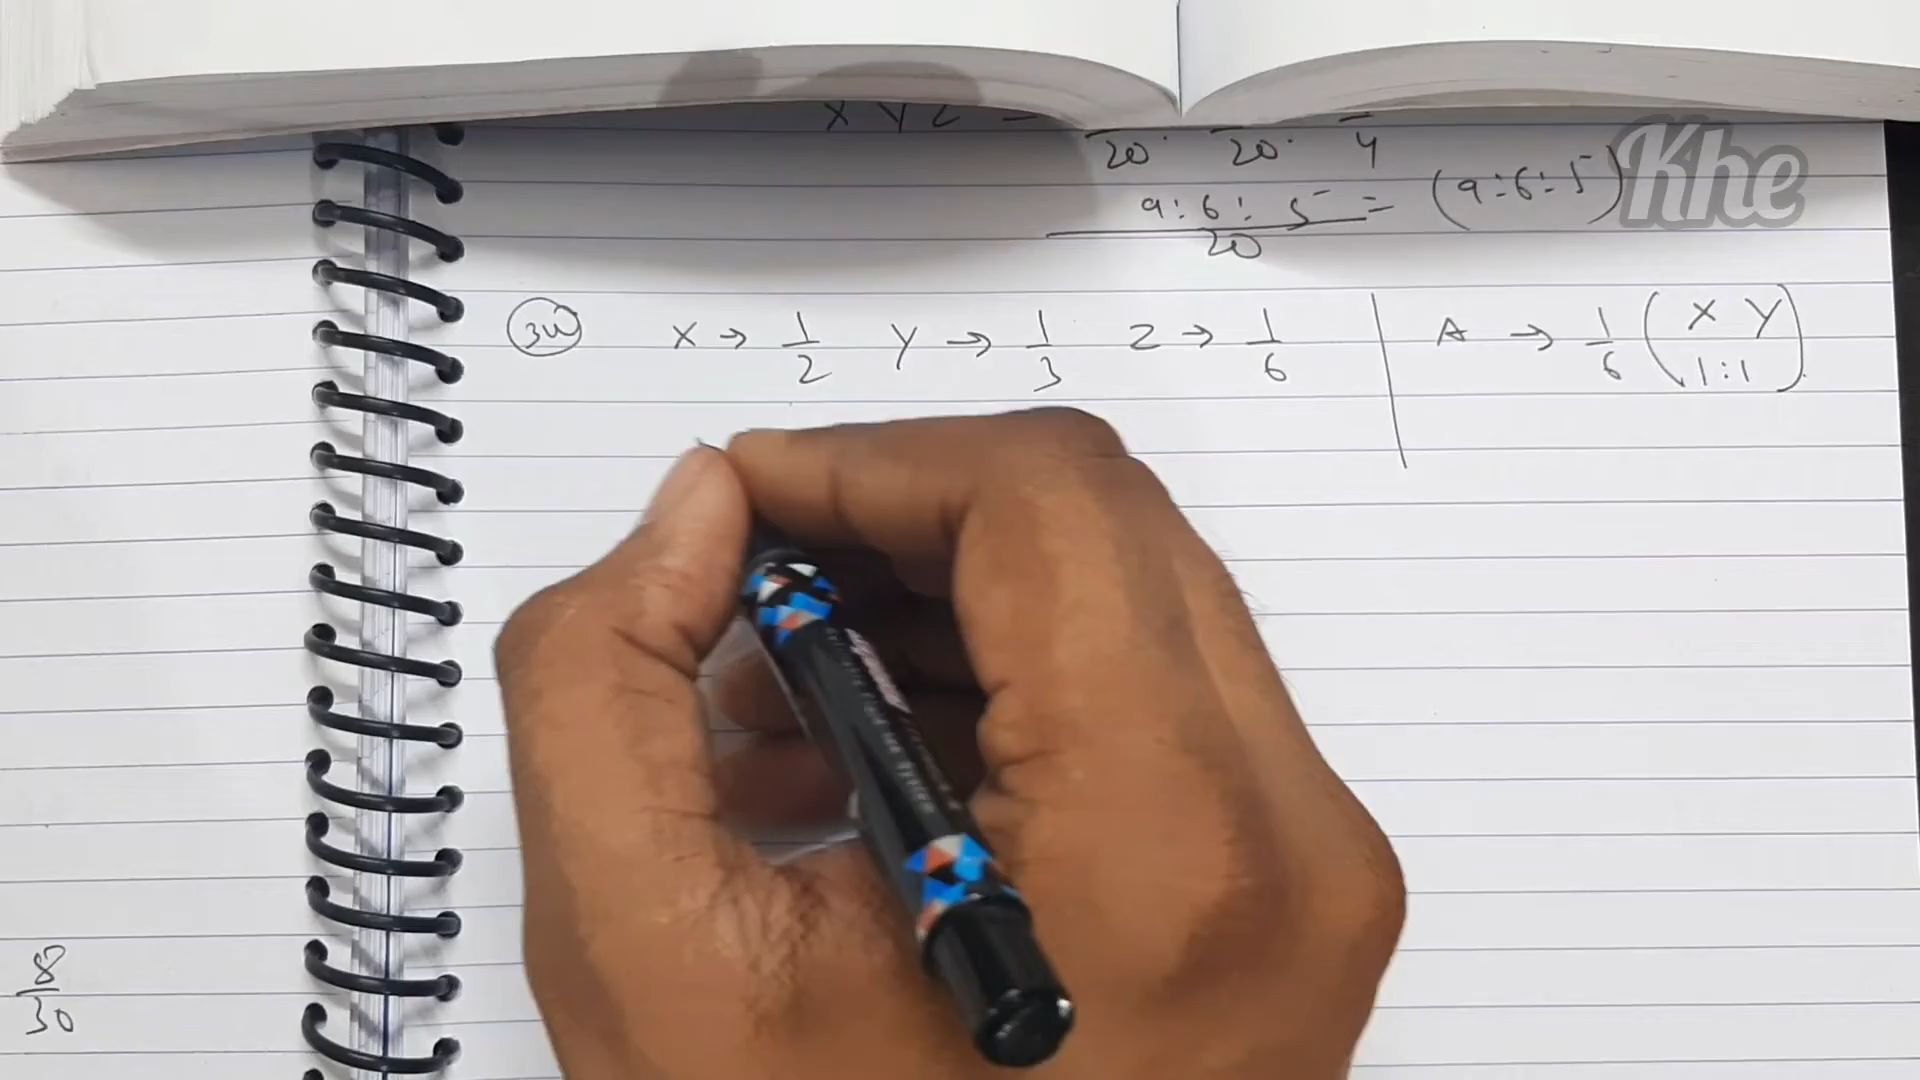 X Y Z =
20 20 4
9 : 6 : 5 = (9:6:5)
20
Khe
X → 1/2 Y → 1/3 Z → 1/6 A → 1/6 (X Y
1:1)
8
30